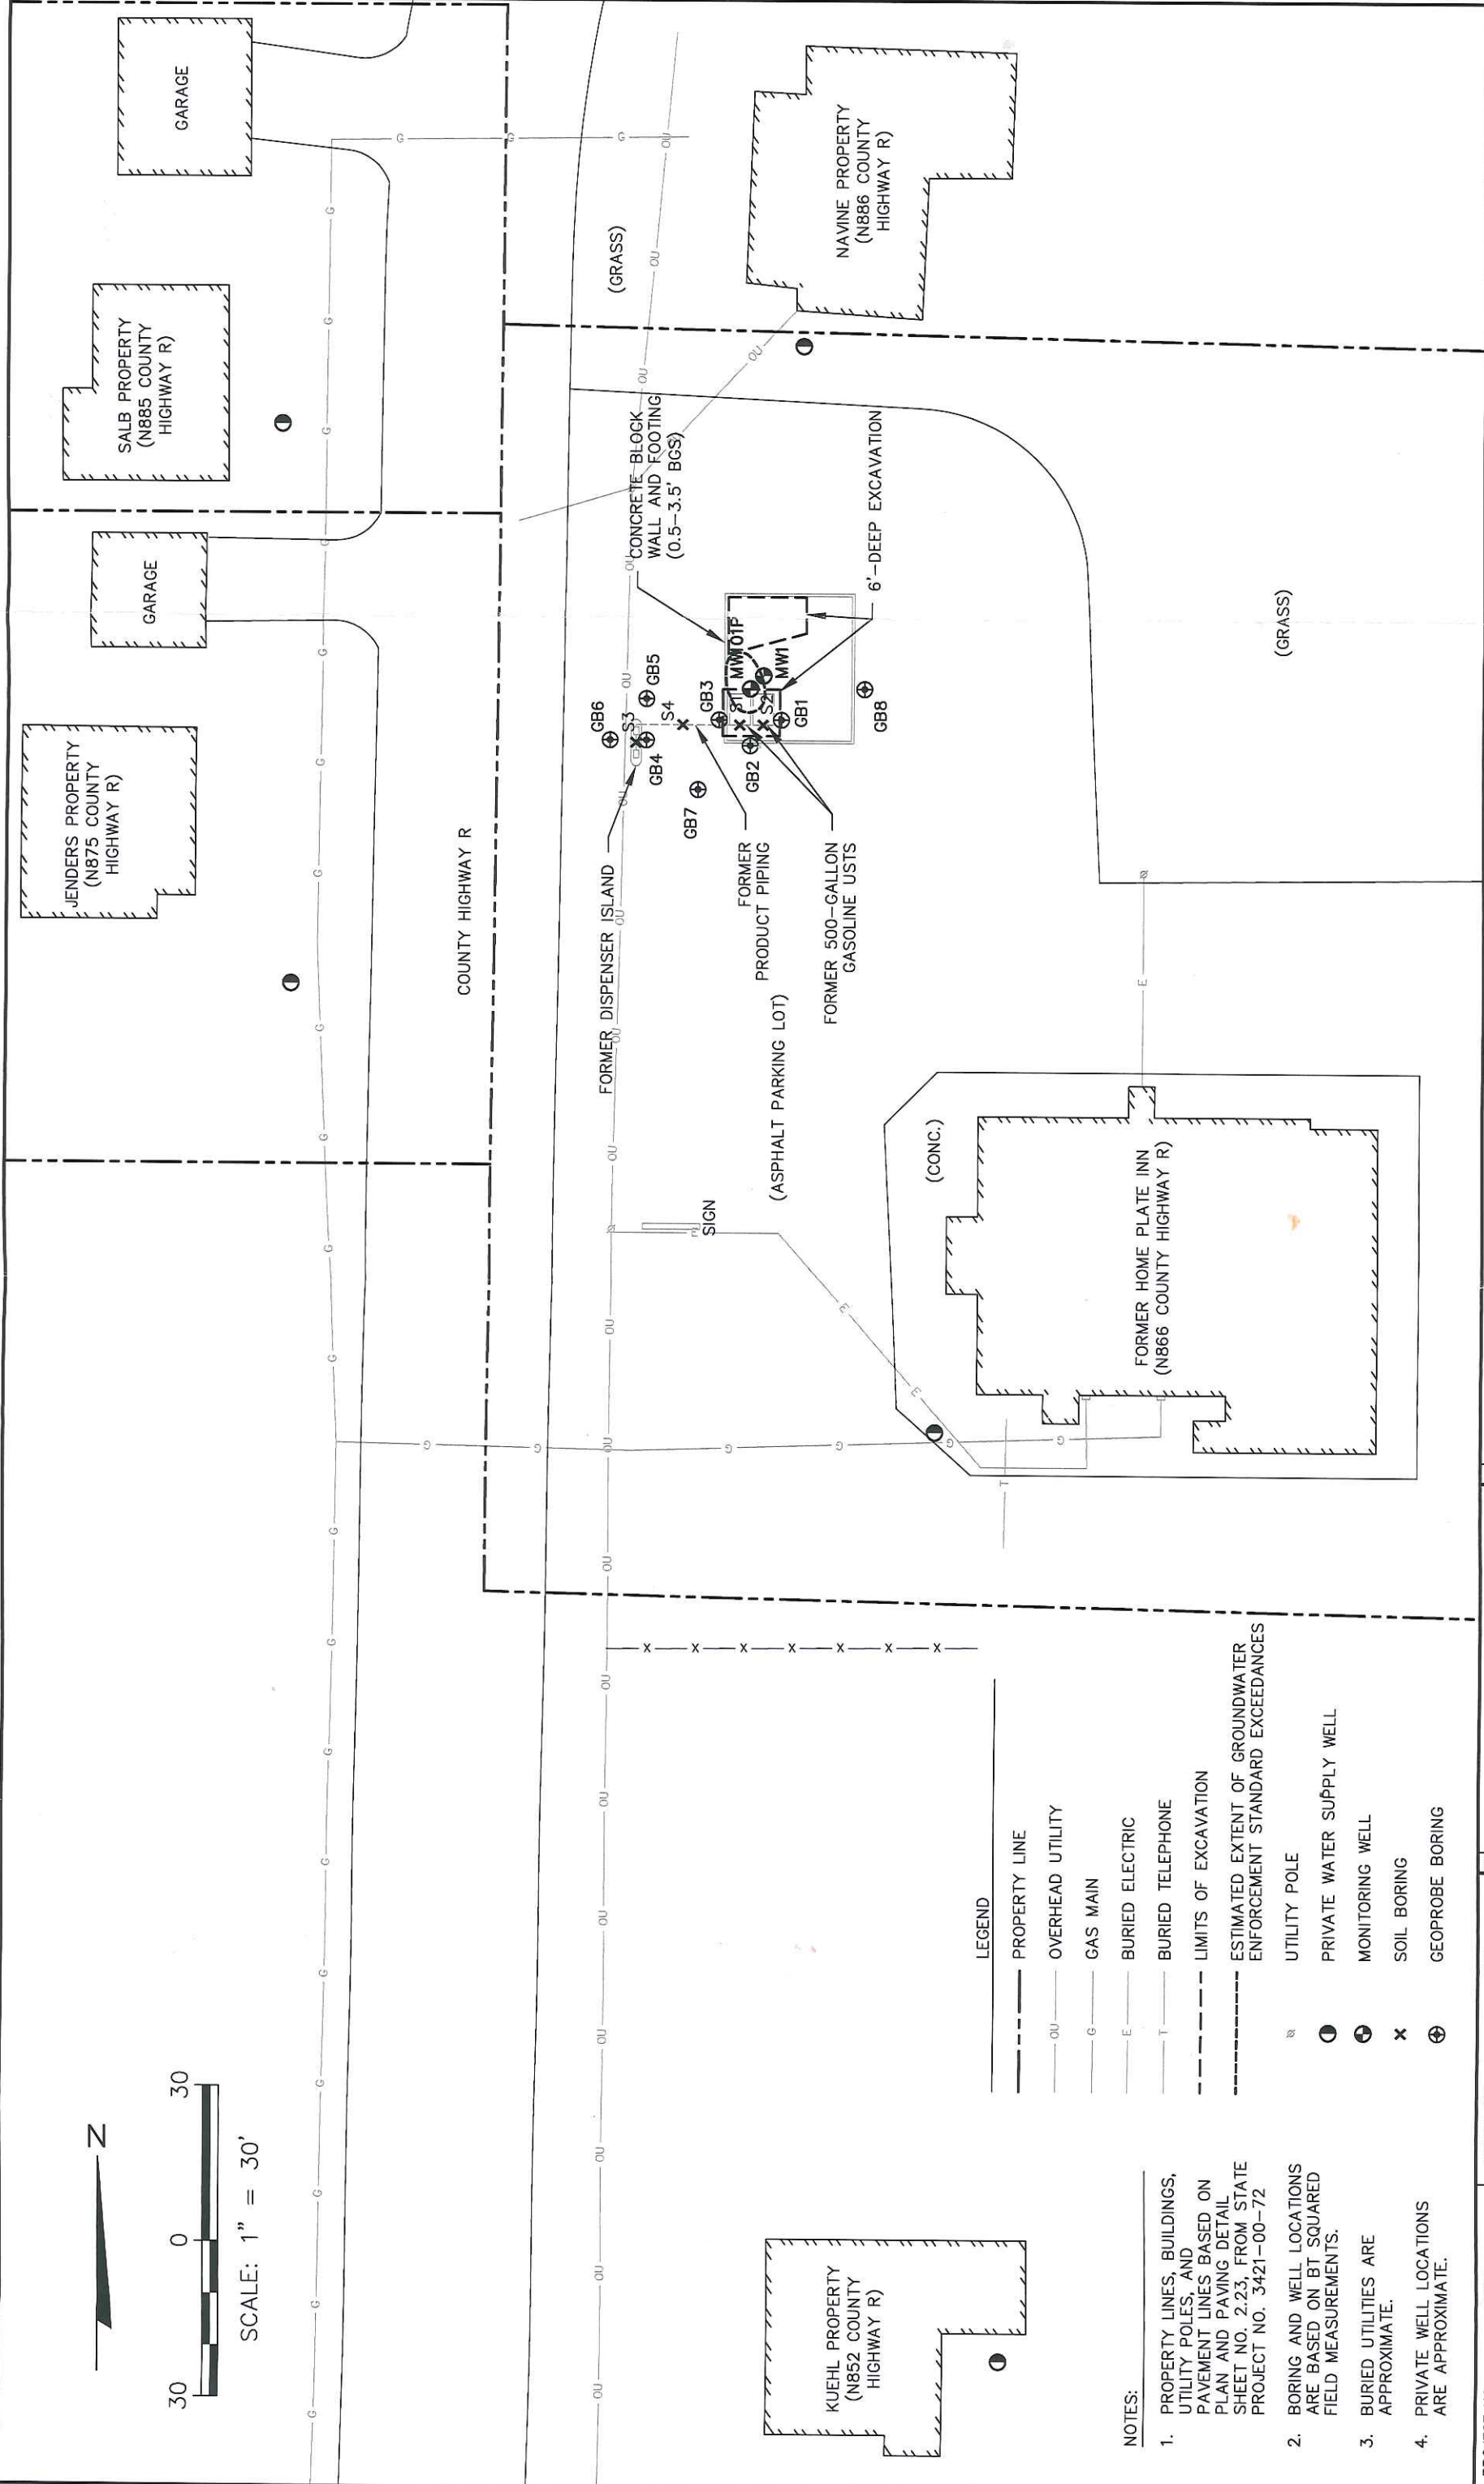 GARAGE
SALB PROPERTY
(N885 COUNTY
HIGHWAY R)
GARAGE
JENDERS PROPERTY
(N875 COUNTY
HIGHWAY R)
COUNTY HIGHWAY R
(GRASS)
NAVINE PROPERTY
(N886 COUNTY
HIGHWAY R)
CONCRETE BLOCK
WALL AND FOOTING
(0.5-3.5' BGS)
6'-DEEP EXCAVATION
(GRASS)
GB6
S3
GB5
S4
GB4
GB3
GB7
GB2
MW101P
MW1
S1
S2
GB1
GB8
FORMER DISPENSER ISLAND
FORMER
PRODUCT PIPING
FORMER 500-GALLON
GASOLINE USTS
(ASPHALT PARKING LOT)
SIGN
(CONC.)
FORMER HOME PLATE INN
(N866 COUNTY HIGHWAY R)
G
OU
E
T
X
N
30
0
30
SCALE: 1" = 30'
KUEHL PROPERTY
(N852 COUNTY
HIGHWAY R)
LEGEND
PROPERTY LINE
OU
OVERHEAD UTILITY
G
GAS MAIN
E
BURIED ELECTRIC
T
BURIED TELEPHONE
LIMITS OF EXCAVATION
ESTIMATED EXTENT OF GROUNDWATER
ENFORCEMENT STANDARD EXCEEDANCES
UTILITY POLE
PRIVATE WATER SUPPLY WELL
MONITORING WELL
SOIL BORING
GEOPROBE BORING
NOTES:
1. PROPERTY LINES, BUILDINGS,
UTILITY POLES, AND
PAVEMENT LINES BASED ON
PLAN AND PAVING DETAIL
SHEET NO. 2.23, FROM STATE
PROJECT NO. 3421-00-72
2. BORING AND WELL LOCATIONS
ARE BASED ON BT SQUARED
FIELD MEASUREMENTS.
3. BURIED UTILITIES ARE
APPROXIMATE.
4. PRIVATE WELL LOCATIONS
ARE APPROXIMATE.